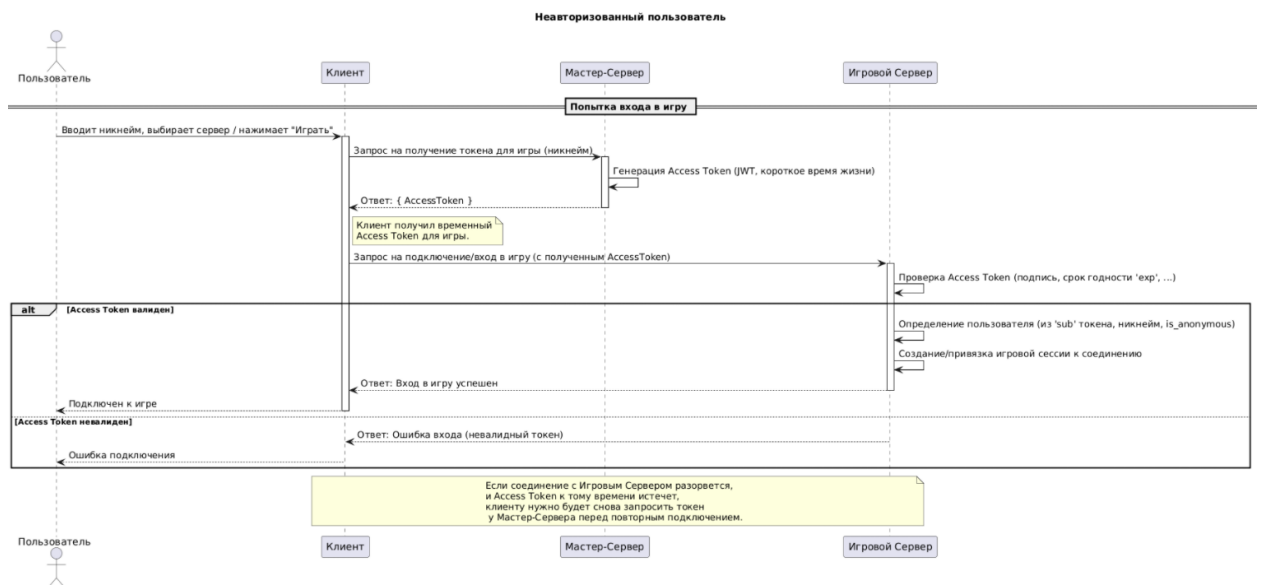 Неавторизованный пользователь
Пользователь
Клиент
Мастер-Сервер
Игровой Сервер
Попытка входа в игру
Вводит никнейм, выбирает сервер / нажимает "Играть"
Запрос на получение токена для игры (никнейм)
Генерация Access Token (JWT, короткое время жизни)
Ответ: { AccessToken }
Клиент получил временный
Access Token для игры.
Запрос на подключение/вход в игру (с полученным AccessToken)
Проверка Access Token (подпись, срок годности 'exp', ...)
alt
[Access Token валиден]
Определение пользователя (из 'sub' токена, никнейм, is_anonymous)
Создание/привязка игровой сессии к соединению
Ответ: Вход в игру успешен
Подключен к игре
[Access Token невалиден]
Ответ: Ошибка входа (невалидный токен)
Ошибка подключения
Если соединение с Игровым Сервером разорвется,
и Access Token к тому времени истечет,
клиенту нужно будет снова запросить токен
у Мастер-Сервера перед повторным подключением.
Пользователь
Клиент
Мастер-Сервер
Игровой Сервер